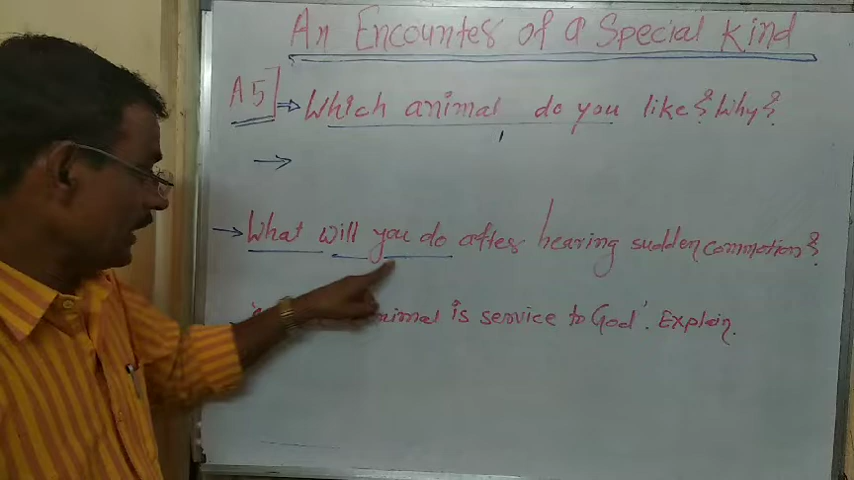 An Encounter of a Special Kind
A5] → Which animal do you like? Why?
→
→ What will you do after hearing sudden commotion?
animal is service to God'. Explain.